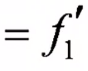 = f₁′